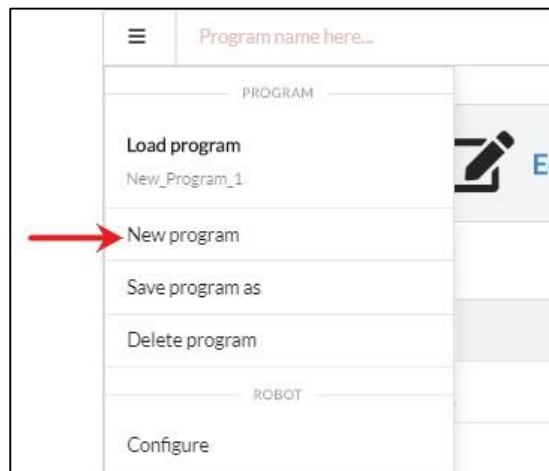 Program name here...
PROGRAM
Load program
New_Program_1
New program
Save program as
Delete program
ROBOT
Configure